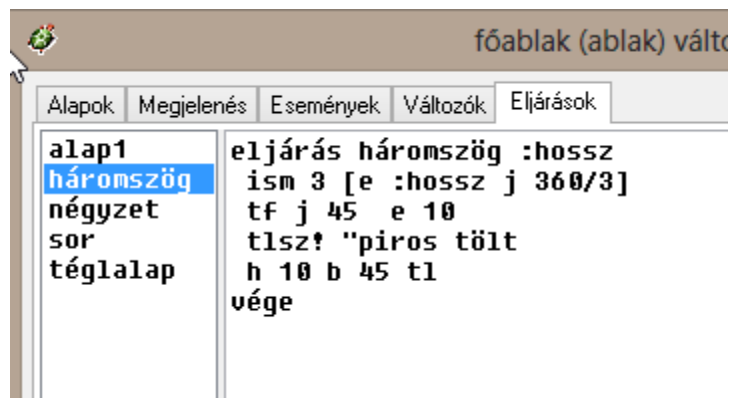 főablak (ablak) vált
Alapok Megjelenés Események Változók Eljárások
alap1
háromszög
négyzet
sor
téglalap
eljárás háromszög :hossz
ism 3 [e :hossz j 360/3]
tf j 45 e 10
tlsz! "piros tölt
h 10 b 45 tl
vége